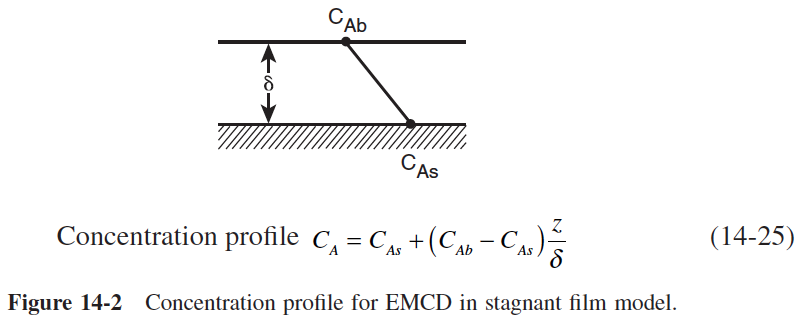 C_Ab
δ
C_As
Concentration profile C_A = C_As + (C_Ab − C_As) z/δ (14-25)
Figure 14-2 Concentration profile for EMCD in stagnant film model.